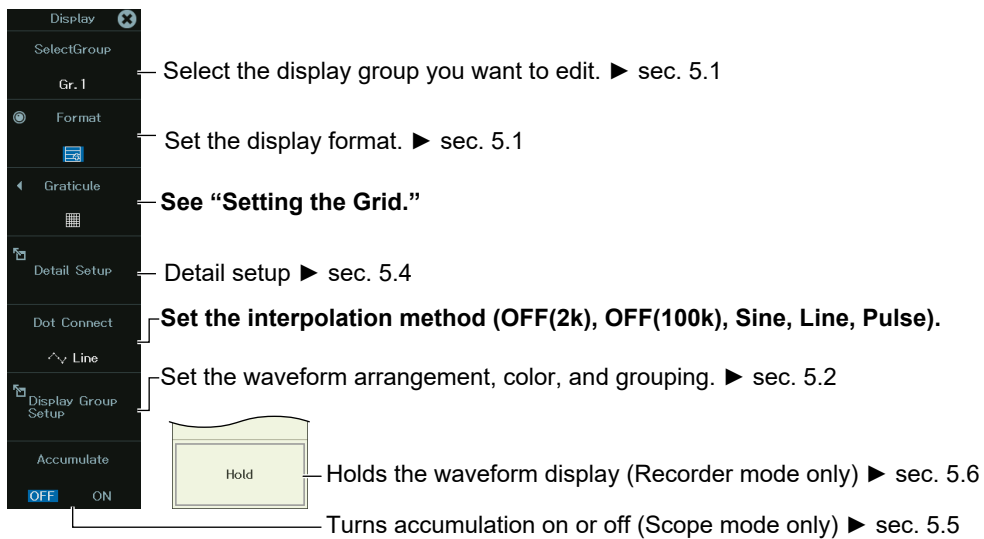 Display
SelectGroup
Gr.1
Select the display group you want to edit. ► sec. 5.1
Format
Set the display format. ► sec. 5.1
Graticule
See “Setting the Grid.”
Detail Setup
Detail setup ► sec. 5.4
Dot Connect
Line
Set the interpolation method (OFF(2k), OFF(100k), Sine, Line, Pulse).
Display Group
Setup
Set the waveform arrangement, color, and grouping. ► sec. 5.2
Accumulate
OFF ON
Hold
Holds the waveform display (Recorder mode only) ► sec. 5.6
Turns accumulation on or off (Scope mode only) ► sec. 5.5